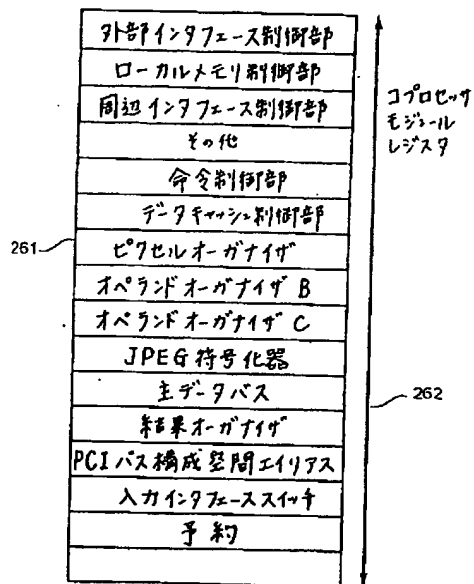 外部インタフェース制御部
ローカルメモリ制御部
周辺インタフェース制御部
その他
命令制御部
データキャッシュ制御部
ピクセルオーガナイザ
オペランドオーガナイザ B
オペランドオーガナイザ C
JPEG 符号化器
主データバス
結果オーガナイザ
PCIバス構成空間エイリアス
入力インタフェーススイッチ
予約
コプロセッサ
モジュール
レジスタ
261
262